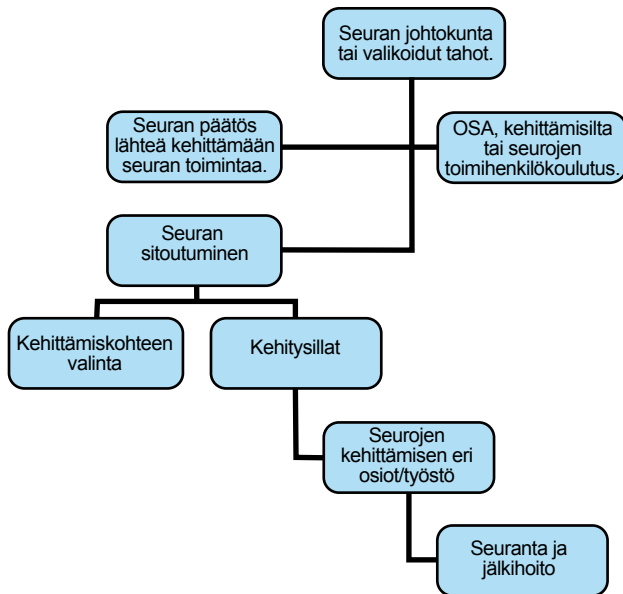 Seuran johtokunta
tai valikoidut tahot.
Seuran päätös
lähteä kehittämään
seuran toimintaa.
OSA, kehittämisilta
tai seurojen
toimihenkilökoulutus.
Seuran
sitoutuminen
Kehittämiskohteen
valinta
Kehitysillat
Seurojen
kehittämisen eri
osiot/työstö
Seuranta ja
jälkihoito